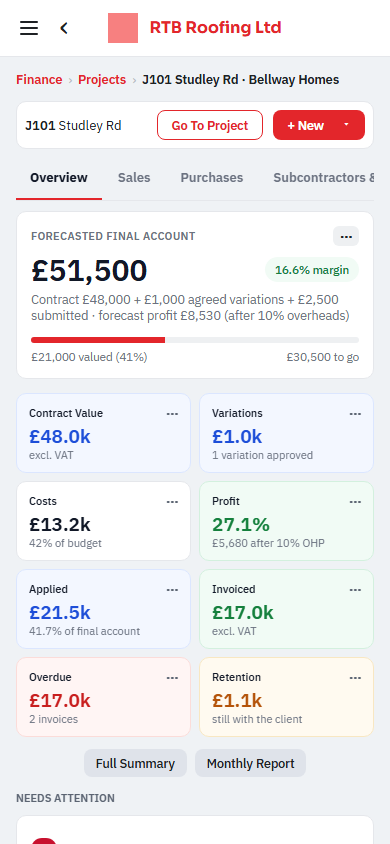 RTB Roofing Ltd
Finance › Projects › J101 Studley Rd · Bellway Homes
J101 Studley Rd
Go To Project
+ New
Overview
Sales
Purchases
Subcontractors &
FORECASTED FINAL ACCOUNT
£51,500
16.6% margin
Contract £48,000 + £1,000 agreed variations + £2,500
submitted · forecast profit £8,530 (after 10% overheads)
£21,000 valued (41%)
£30,500 to go
Contract Value
£48.0k
excl. VAT
Variations
£1.0k
1 variation approved
Costs
£13.2k
42% of budget
Profit
27.1%
£5,680 after 10% OHP
Applied
£21.5k
41.7% of final account
Invoiced
£17.0k
excl. VAT
Overdue
£17.0k
2 invoices
Retention
£1.1k
still with the client
Full Summary
Monthly Report
NEEDS ATTENTION